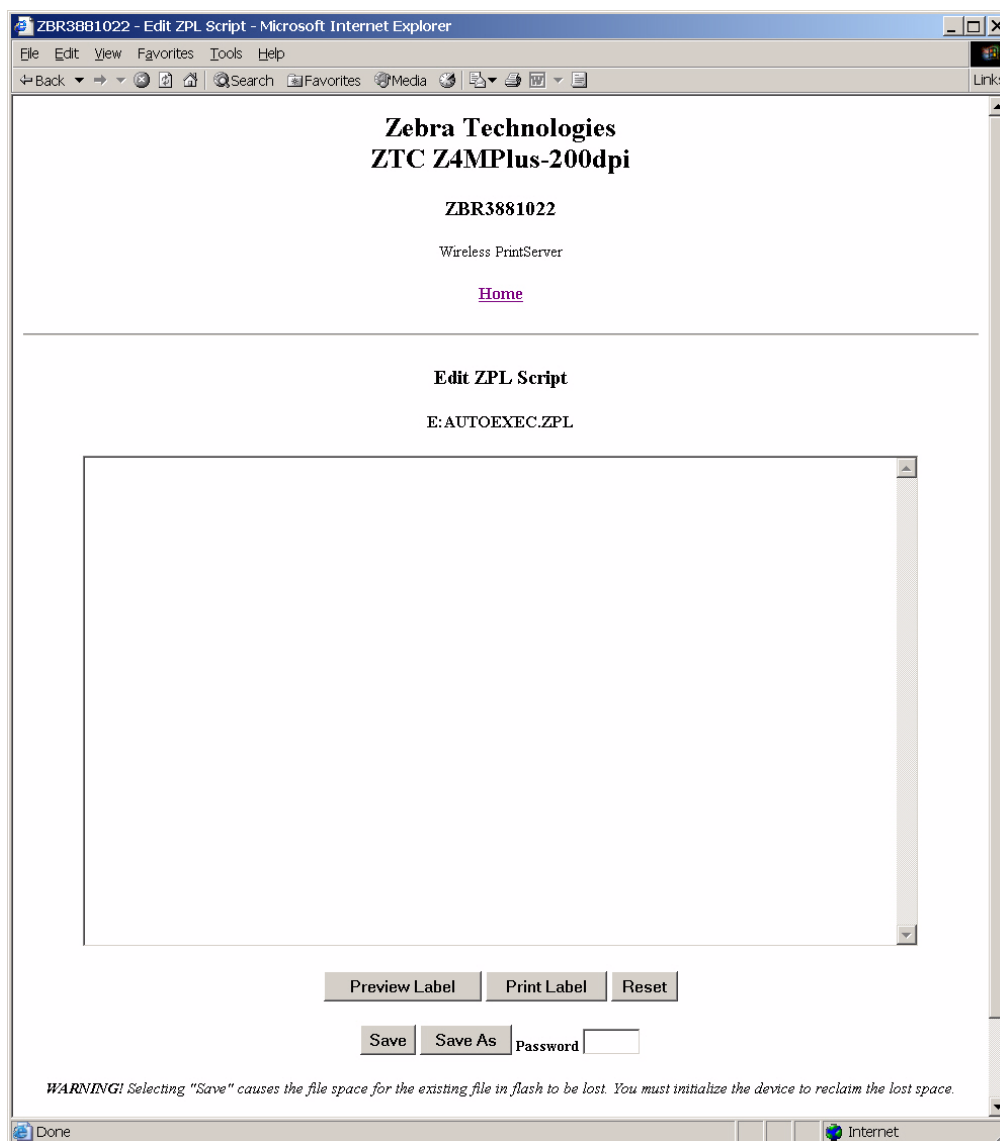 ZBR3881022 - Edit ZPL Script - Microsoft Internet Explorer
File Edit View Favorites Tools Help
Back Search Favorites Media Links
Zebra Technologies
ZTC Z4MPlus-200dpi
ZBR3881022
Wireless PrintServer
Home
Edit ZPL Script
E:AUTOEXEC.ZPL
Preview Label Print Label Reset
Save Save As Password
WARNING! Selecting "Save" causes the file space for the existing file in flash to be lost. You must initialize the device to reclaim the lost space.
Done Internet